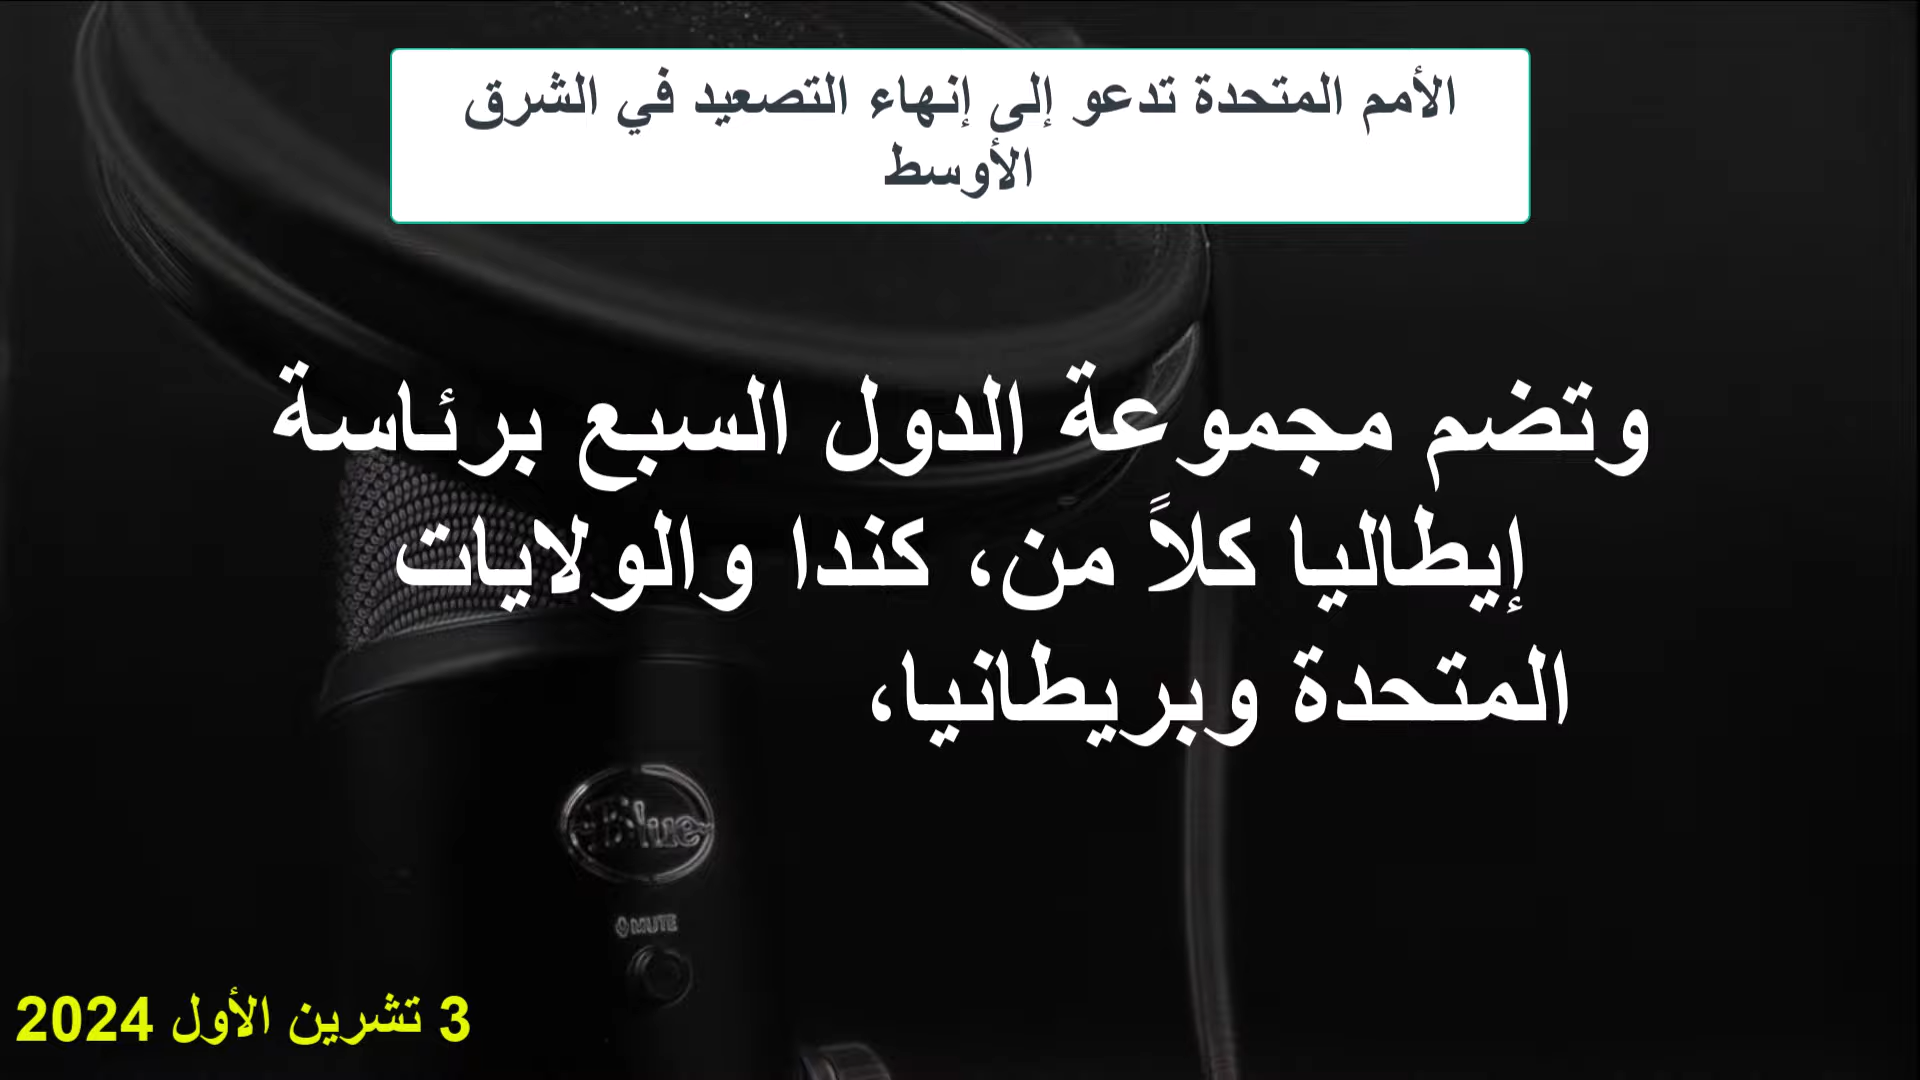 الأمم المتحدة تدعو إلى إنهاء التصعيد في الشرق
الأوسط
وتضم مجموعة الدول السبع برئاسة
إيطاليا كلاً من، كندا والولايات
المتحدة وبريطانيا،
Blue
MUTE
3 تشرين الأول 2024